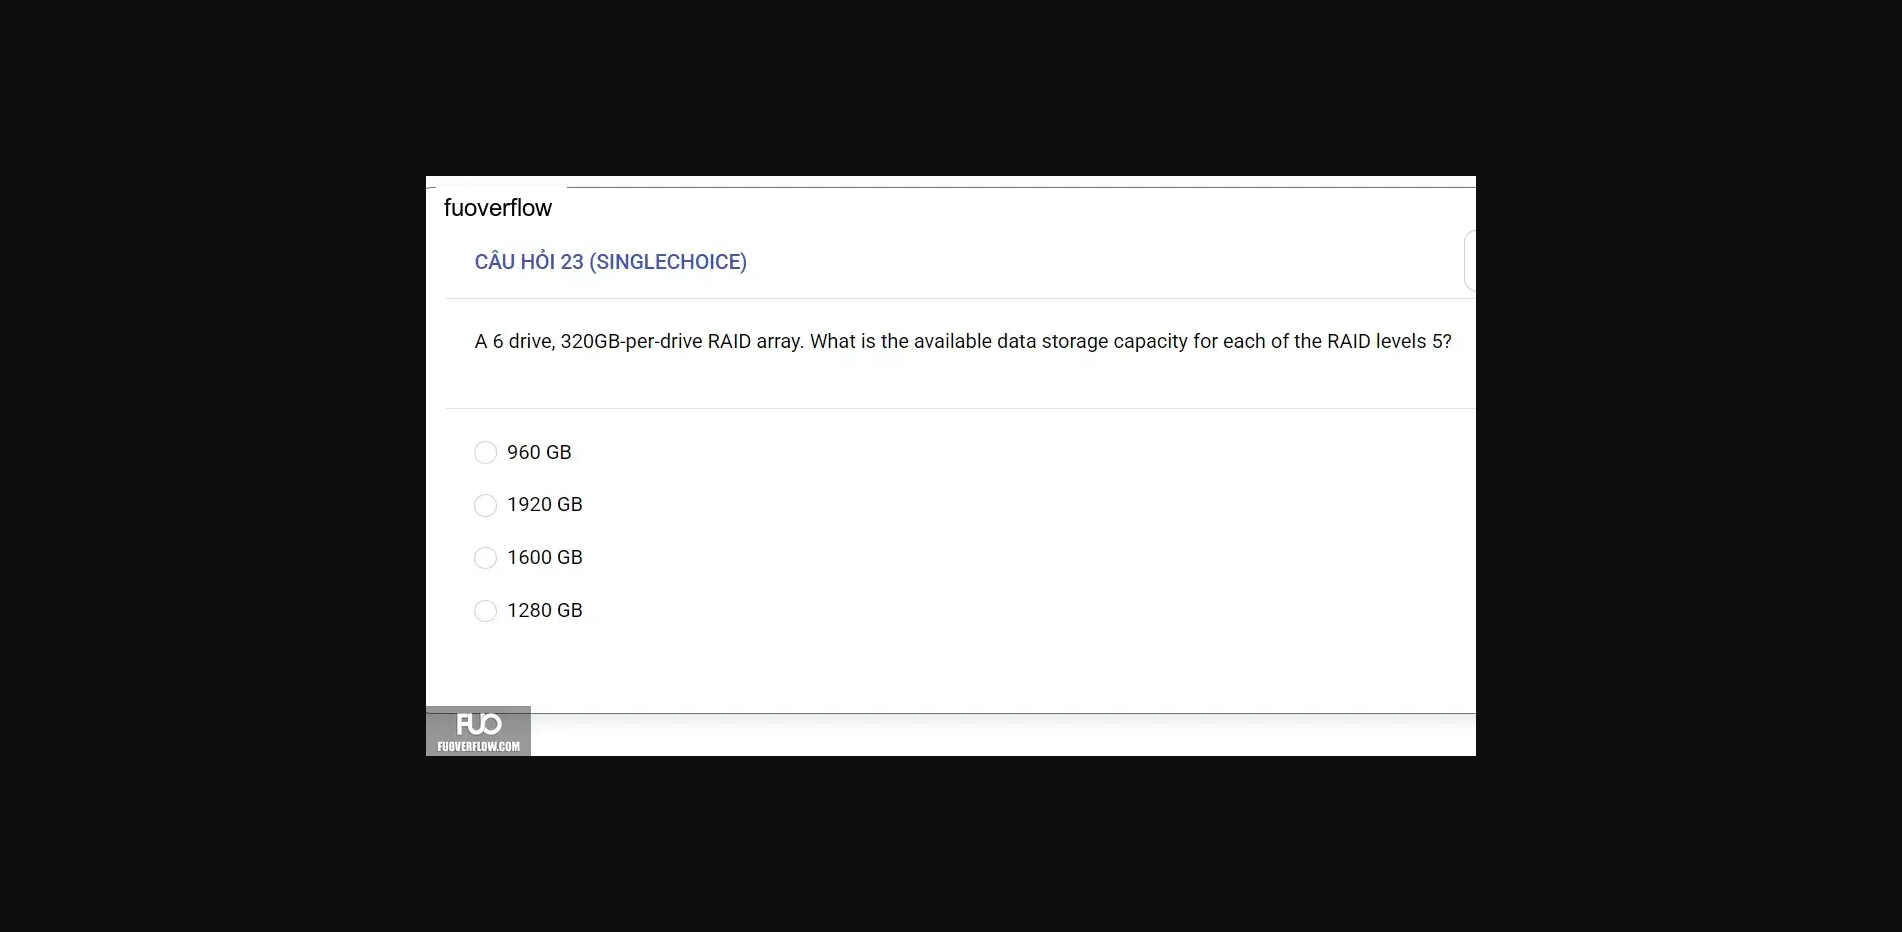 fuoverflow
CÂU HỎI 23 (SINGLECHOICE)
A 6 drive, 320GB-per-drive RAID array. What is the available data storage capacity for each of the RAID levels 5?
960 GB
1920 GB
1600 GB
1280 GB
FUO
FUOVERFLOW.COM